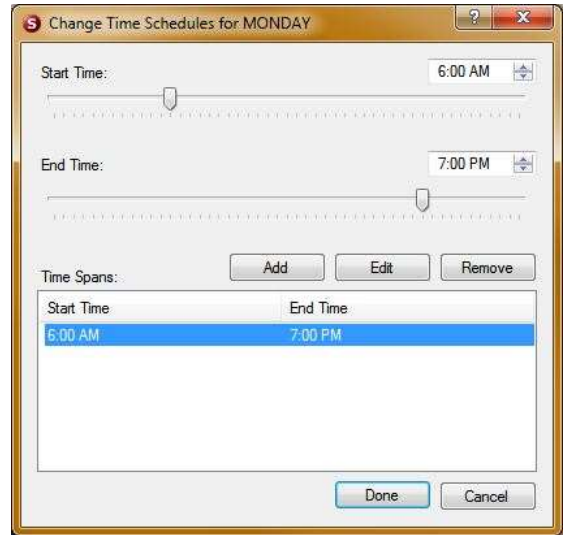 S Change Time Schedules for MONDAY ? X
Start Time: 6:00 AM
End Time: 7:00 PM
Time Spans: Add Edit Remove
Start Time End Time
6:00 AM 7:00 PM
Done Cancel